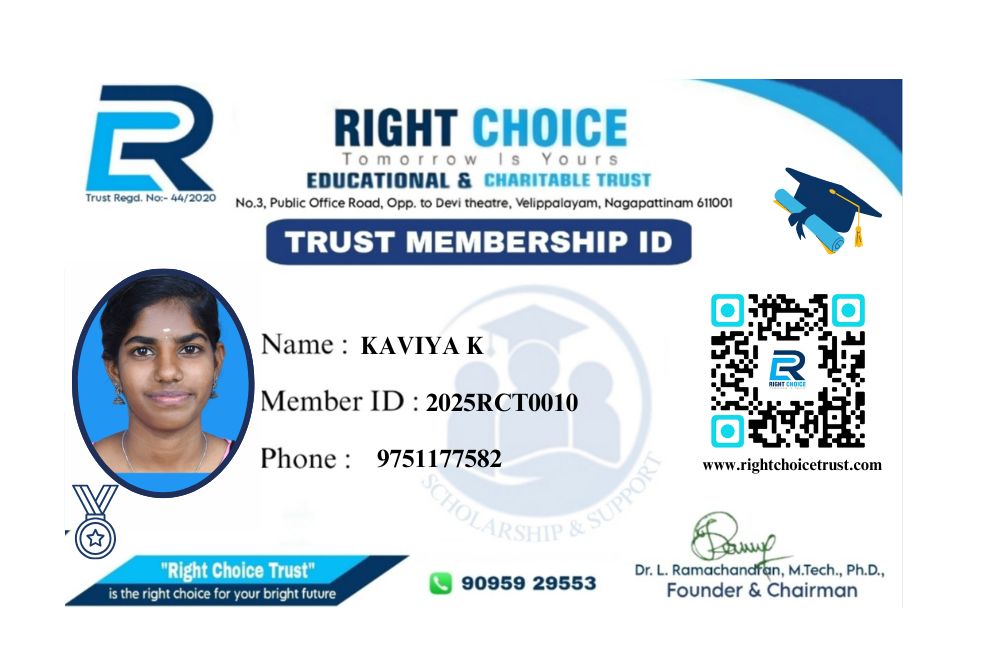 Trust Regd. No:- 44/2020
RIGHT CHOICE
Tomorrow Is Yours
EDUCATIONAL & CHARITABLE TRUST
No.3, Public Office Road, Opp. to Devi theatre, Velippalayam, Nagapattinam 611001
TRUST MEMBERSHIP ID
Name : KAVIYA K
Member ID : 2025RCT0010
Phone : 9751177582
SCHOLARSHIP & SUPPORT
RIGHT CHOICE
www.rightchoicetrust.com
"Right Choice Trust"
is the right choice for your bright future
90959 29553
Dr. L. Ramachandran, M.Tech., Ph.D.,
Founder & Chairman